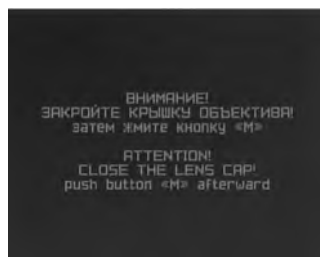 ВНИМАНИЕ!
ЗАКРОЙТЕ КРЫШКУ ОБЪЕКТИВА!
затем жмите кнопку «М»
ATTENTION!
CLOSE THE LENS CAP!
push button «M» afterward